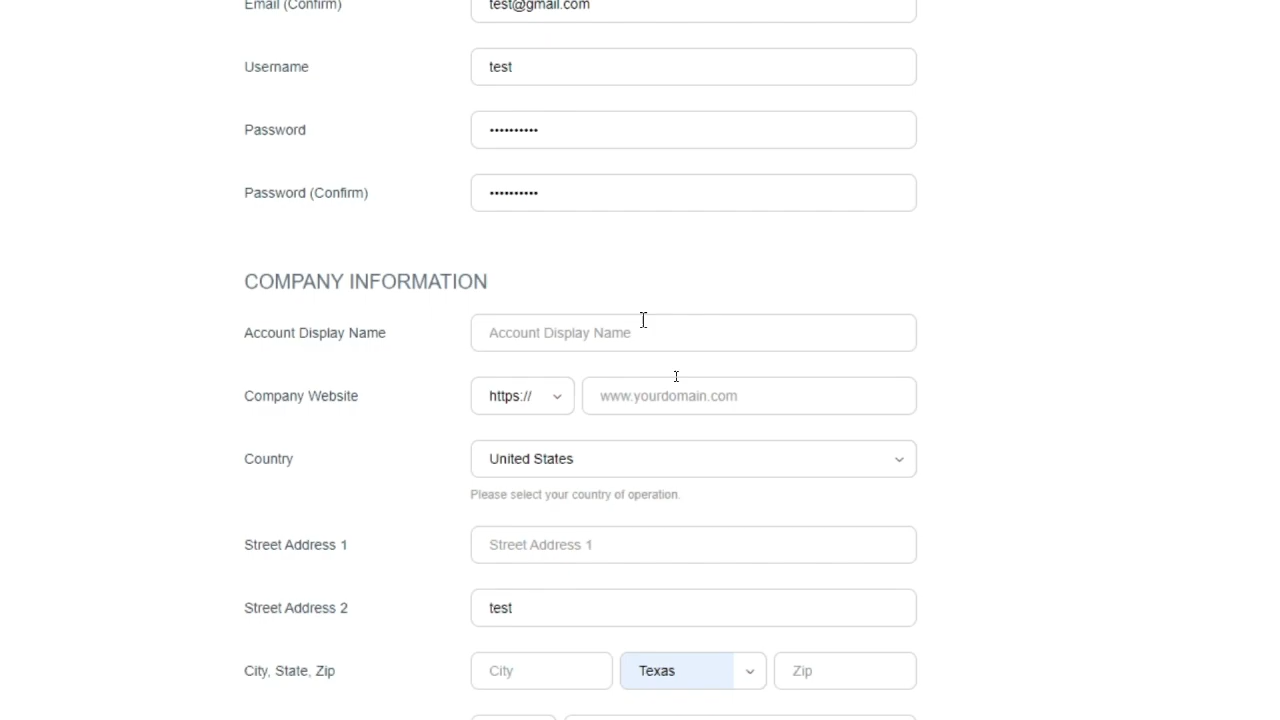 Email (Confirm) test@gmail.com
Username test
Password ••••••••••
Password (Confirm) ••••••••••
COMPANY INFORMATION
Account Display Name Account Display Name
Company Website https:// www.yourdomain.com
Country United States
Please select your country of operation.
Street Address 1 Street Address 1
Street Address 2 test
City, State, Zip City Texas Zip